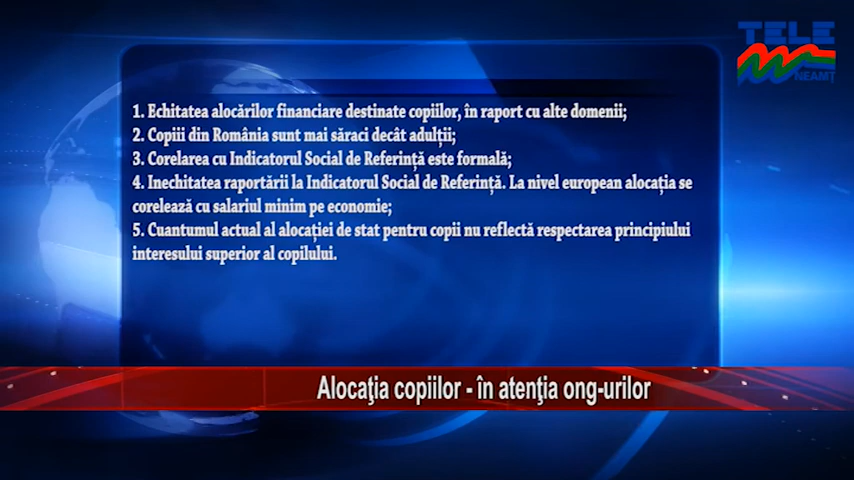 TELE
NEAMȚ
1. Echitatea alocărilor financiare destinate copiilor, în raport cu alte domenii;
2. Copiii din România sunt mai săraci decât adulții;
3. Corelarea cu Indicatorul Social de Referință este formală;
4. Inechitatea raportării la Indicatorul Social de Referință. La nivel european alocația se
corelează cu salariul minim pe economie;
5. Cuantumul actual al alocației de stat pentru copii nu reflectă respectarea principiului
interesului superior al copilului.
Alocaţia copiilor - în atenţia ong-urilor